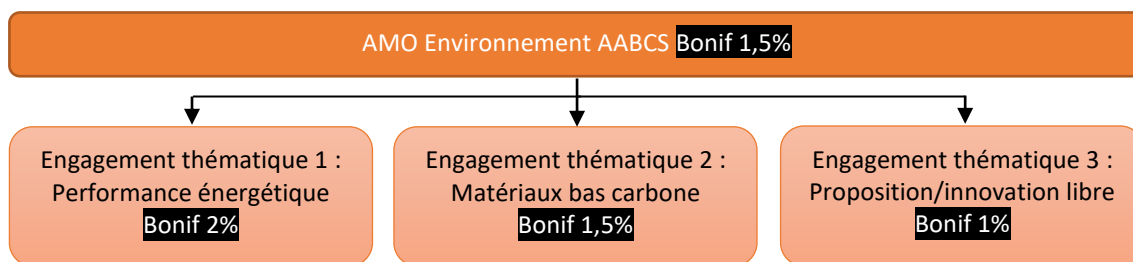 AMO Environnement AABCS Bonif 1,5%
Engagement thématique 1 :
Performance énergétique
Bonif 2%
Engagement thématique 2 :
Matériaux bas carbone
Bonif 1,5%
Engagement thématique 3 :
Proposition/innovation libre
Bonif 1%